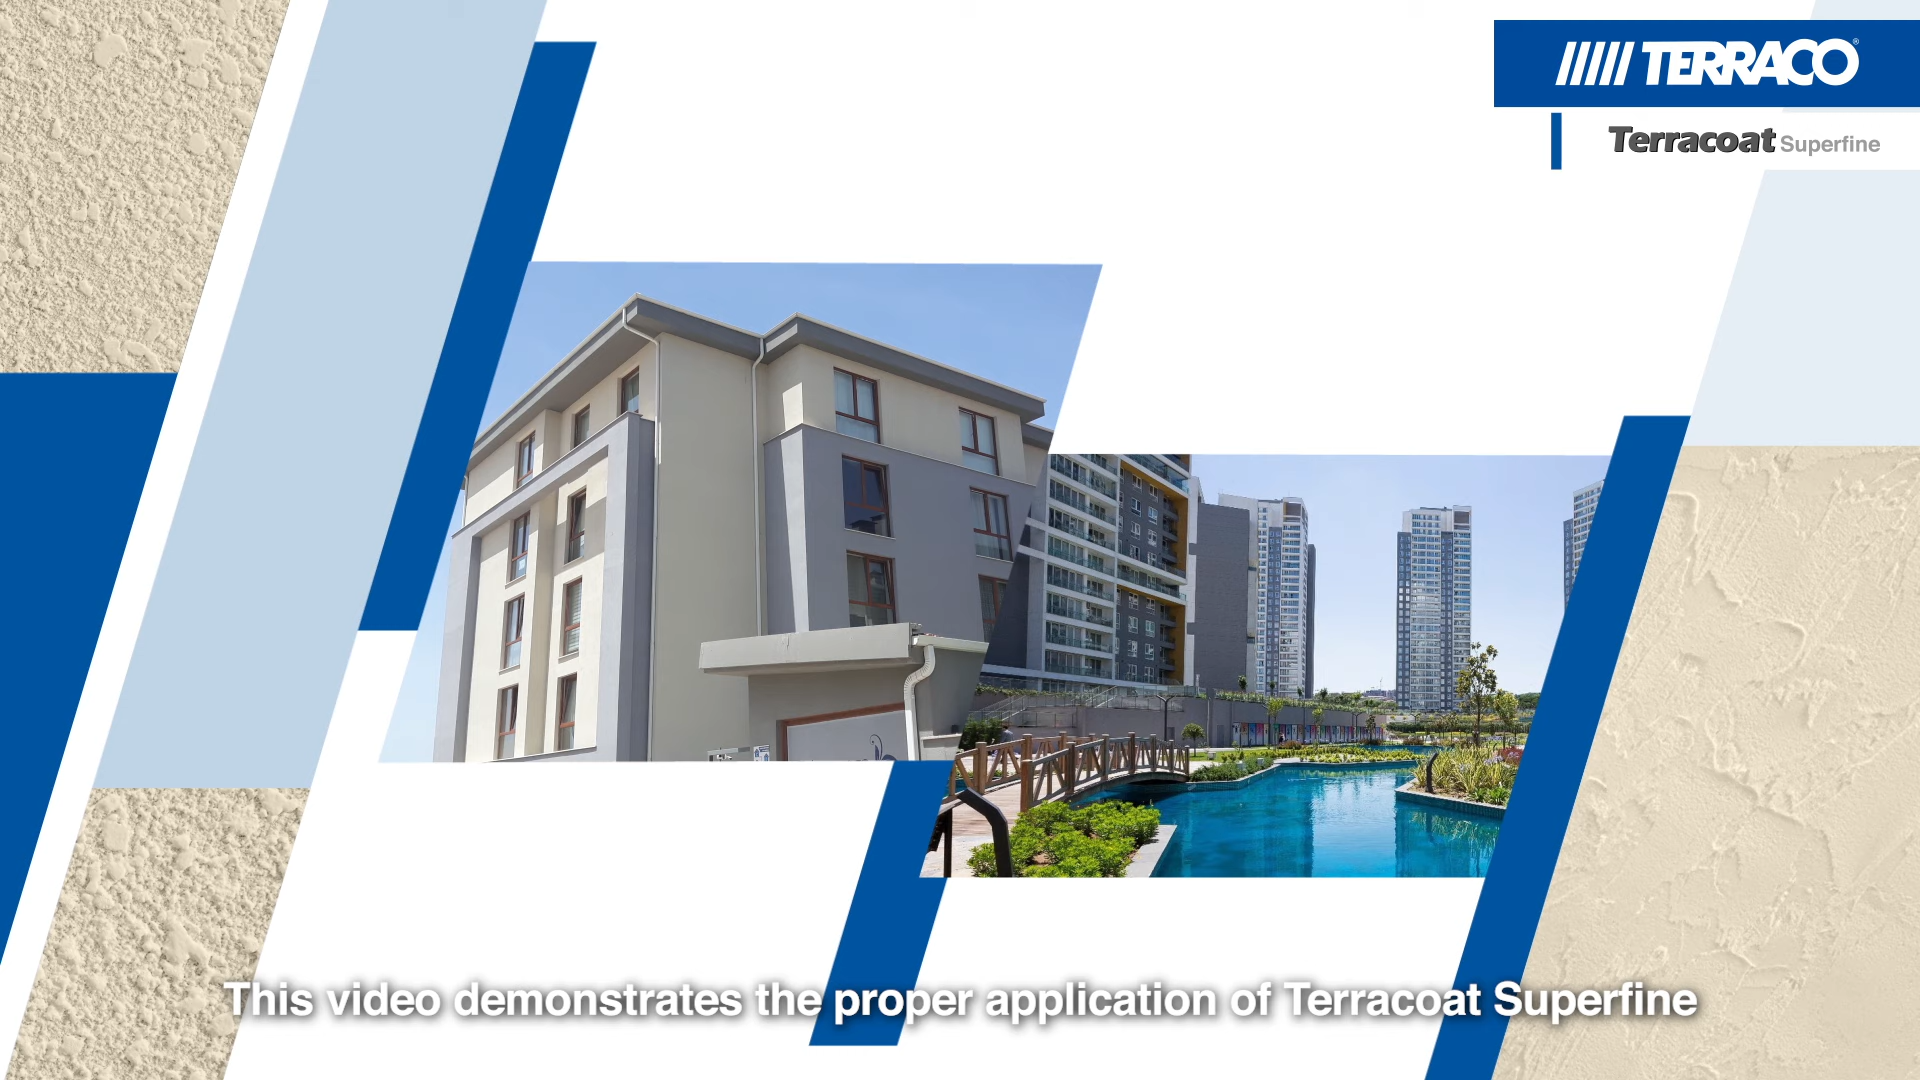 TERRACO®
Terracoat Superfine
This video demonstrates the proper application of Terracoat Superfine